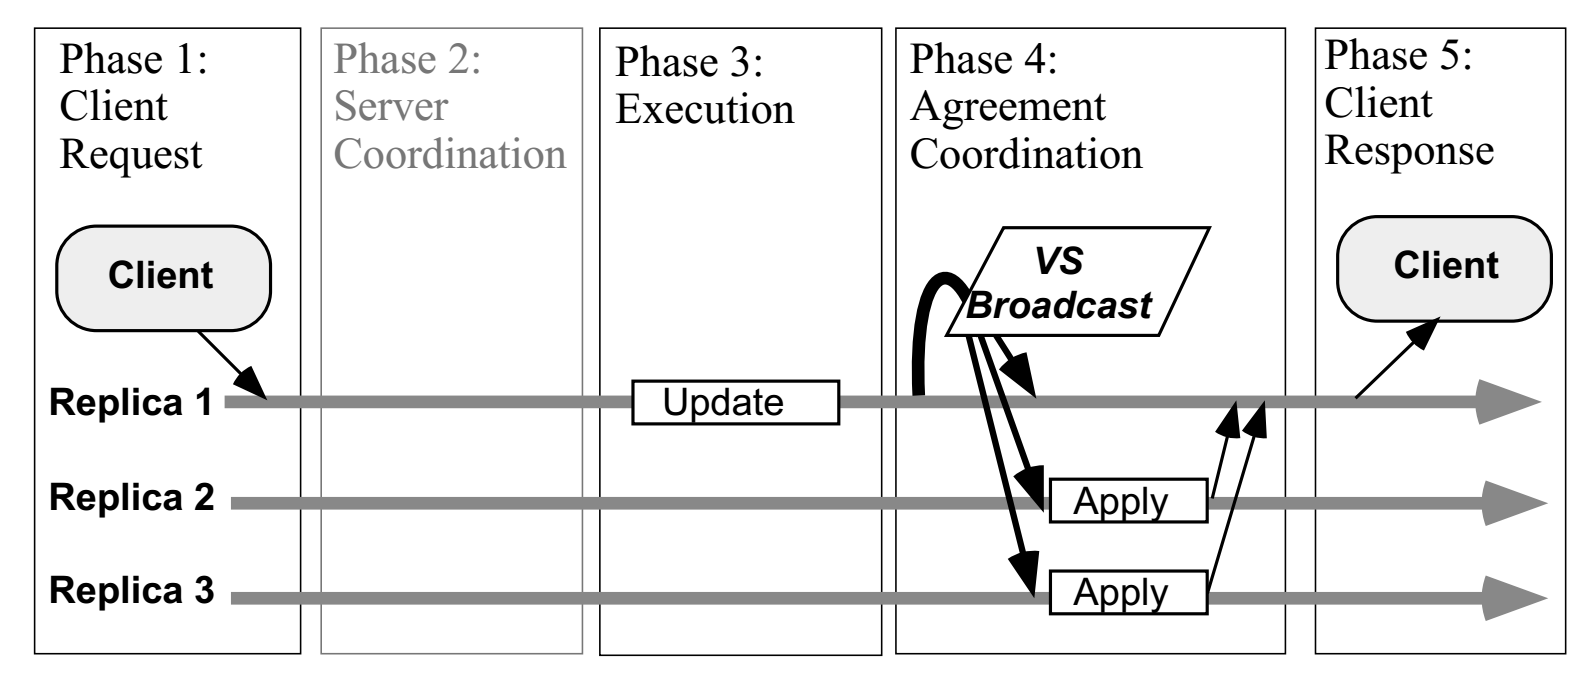 Phase 1:
Client
Request
Phase 2:
Server
Coordination
Phase 3:
Execution
Phase 4:
Agreement
Coordination
Phase 5:
Client
Response
Client
VS
Broadcast
Client
Replica 1
Update
Replica 2
Apply
Replica 3
Apply